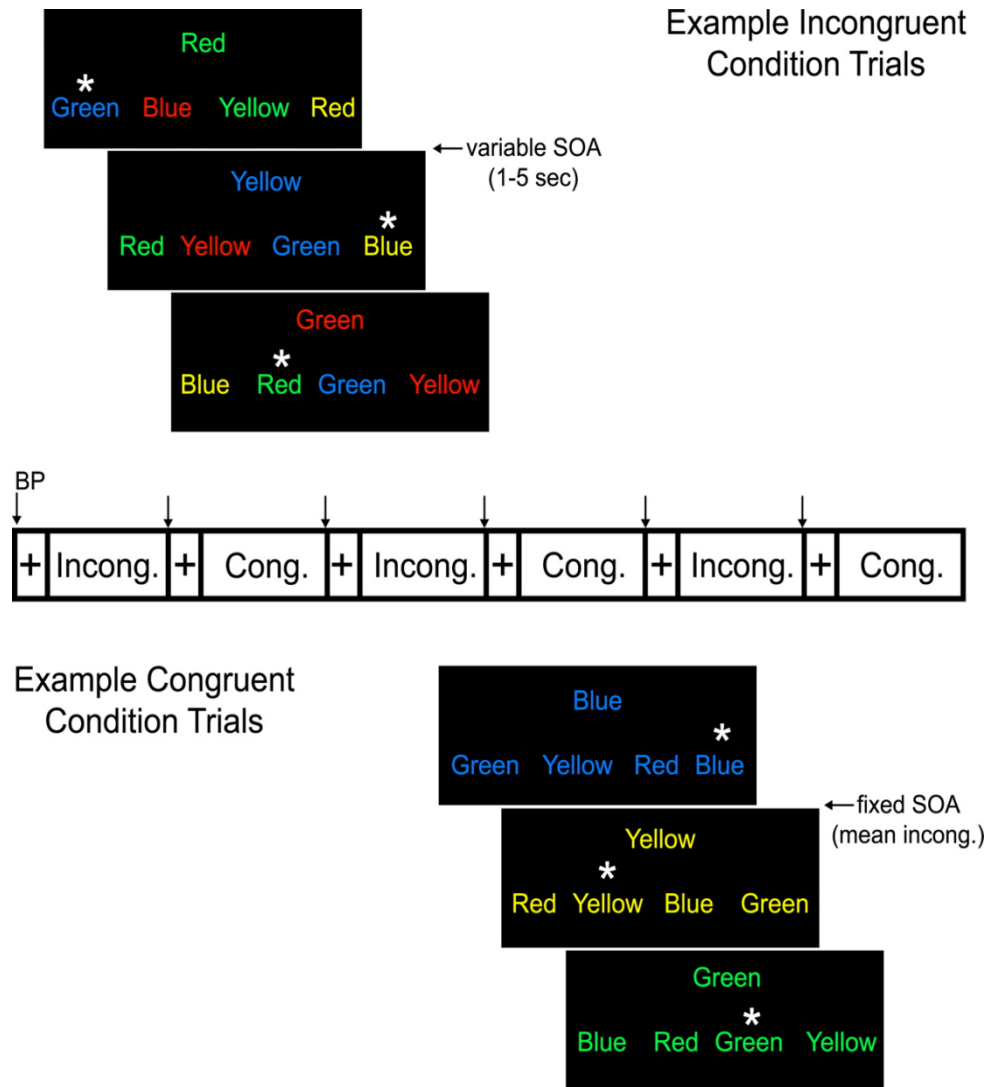 Example Incongruent
Condition Trials
Red
*
Green Blue Yellow Red
←variable SOA
(1-5 sec)
Yellow
*
Red Yellow Green Blue
Green
*
Blue Red Green Yellow
BP
+ Incong. + Cong. + Incong. + Cong. + Incong. + Cong.
Example Congruent
Condition Trials
Blue
*
Green Yellow Red Blue
←fixed SOA
(mean incong.)
Yellow
*
Red Yellow Blue Green
Green
*
Blue Red Green Yellow